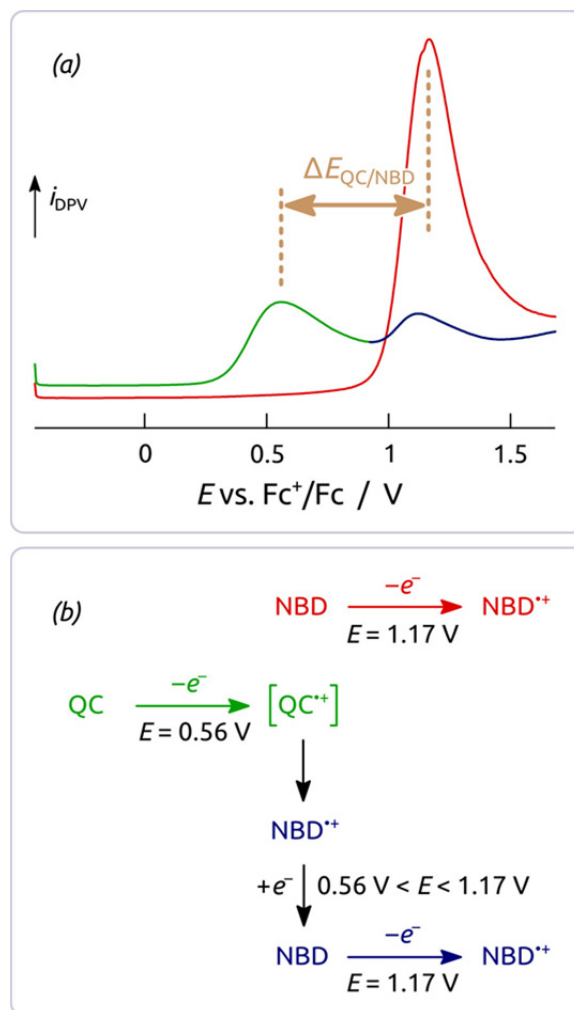 (a)
i_DPV
ΔE_QC/NBD
0 0.5 1 1.5
E vs. Fc⁺/Fc / V
(b)
−e⁻
NBD NBD•⁺
E = 1.17 V
−e⁻
QC [QC•⁺]
E = 0.56 V
NBD•⁺
+e⁻ 0.56 V < E < 1.17 V
−e⁻
NBD NBD•⁺
E = 1.17 V